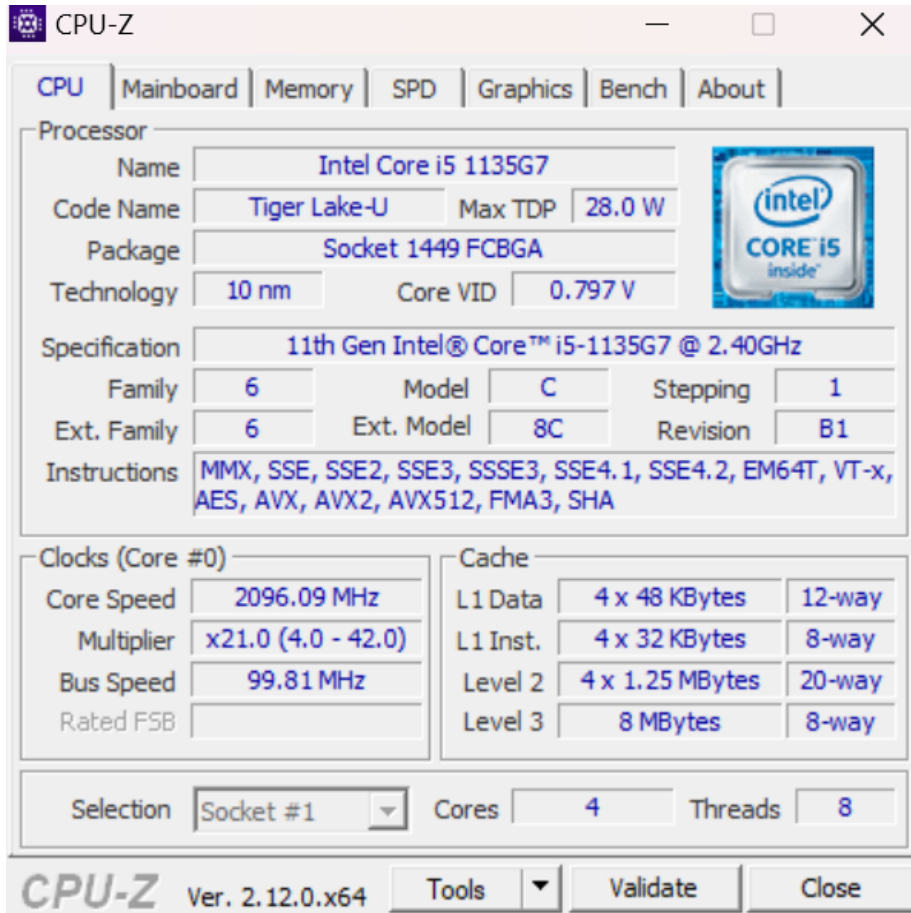 CPU-Z
CPU Mainboard Memory SPD Graphics Bench About
Processor
Name Intel Core i5 1135G7
Code Name Tiger Lake-U Max TDP 28.0 W
Package Socket 1449 FCBGA
Technology 10 nm Core VID 0.797 V
intel
CORE i5
inside™
Specification 11th Gen Intel® Core™ i5-1135G7 @ 2.40GHz
Family 6 Model C Stepping 1
Ext. Family 6 Ext. Model 8C Revision B1
Instructions MMX, SSE, SSE2, SSE3, SSSE3, SSE4.1, SSE4.2, EM64T, VT-x,
AES, AVX, AVX2, AVX512, FMA3, SHA
Clocks (Core #0)
Core Speed 2096.09 MHz
Multiplier x21.0 (4.0 - 42.0)
Bus Speed 99.81 MHz
Rated FSB
Cache
L1 Data 4 x 48 KBytes 12-way
L1 Inst. 4 x 32 KBytes 8-way
Level 2 4 x 1.25 MBytes 20-way
Level 3 8 MBytes 8-way
Selection Socket #1 Cores 4 Threads 8
CPU-Z Ver. 2.12.0.x64 Tools Validate Close